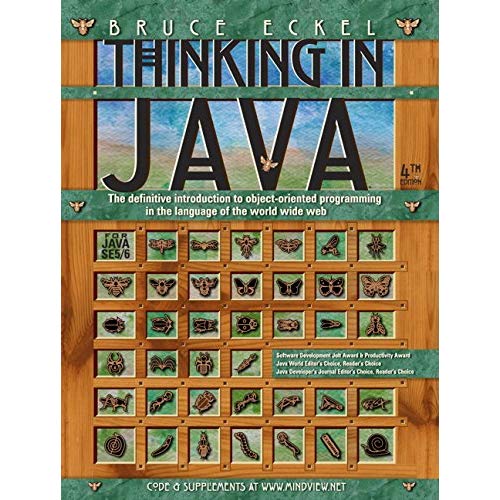 BRUCE ECKEL
THINKING IN
JAVA
4TH
EDITION
The definitive introduction to object-oriented programming
in the language of the world wide web
FOR
JAVA
SE5/6
Software Development Jolt Award & Productivity Award
Java World Editor's Choice, Reader's Choice
Java Developer's Journal Editor's Choice, Reader's Choice
CODE & SUPPLEMENTS AT WWW.MINDVIEW.NET